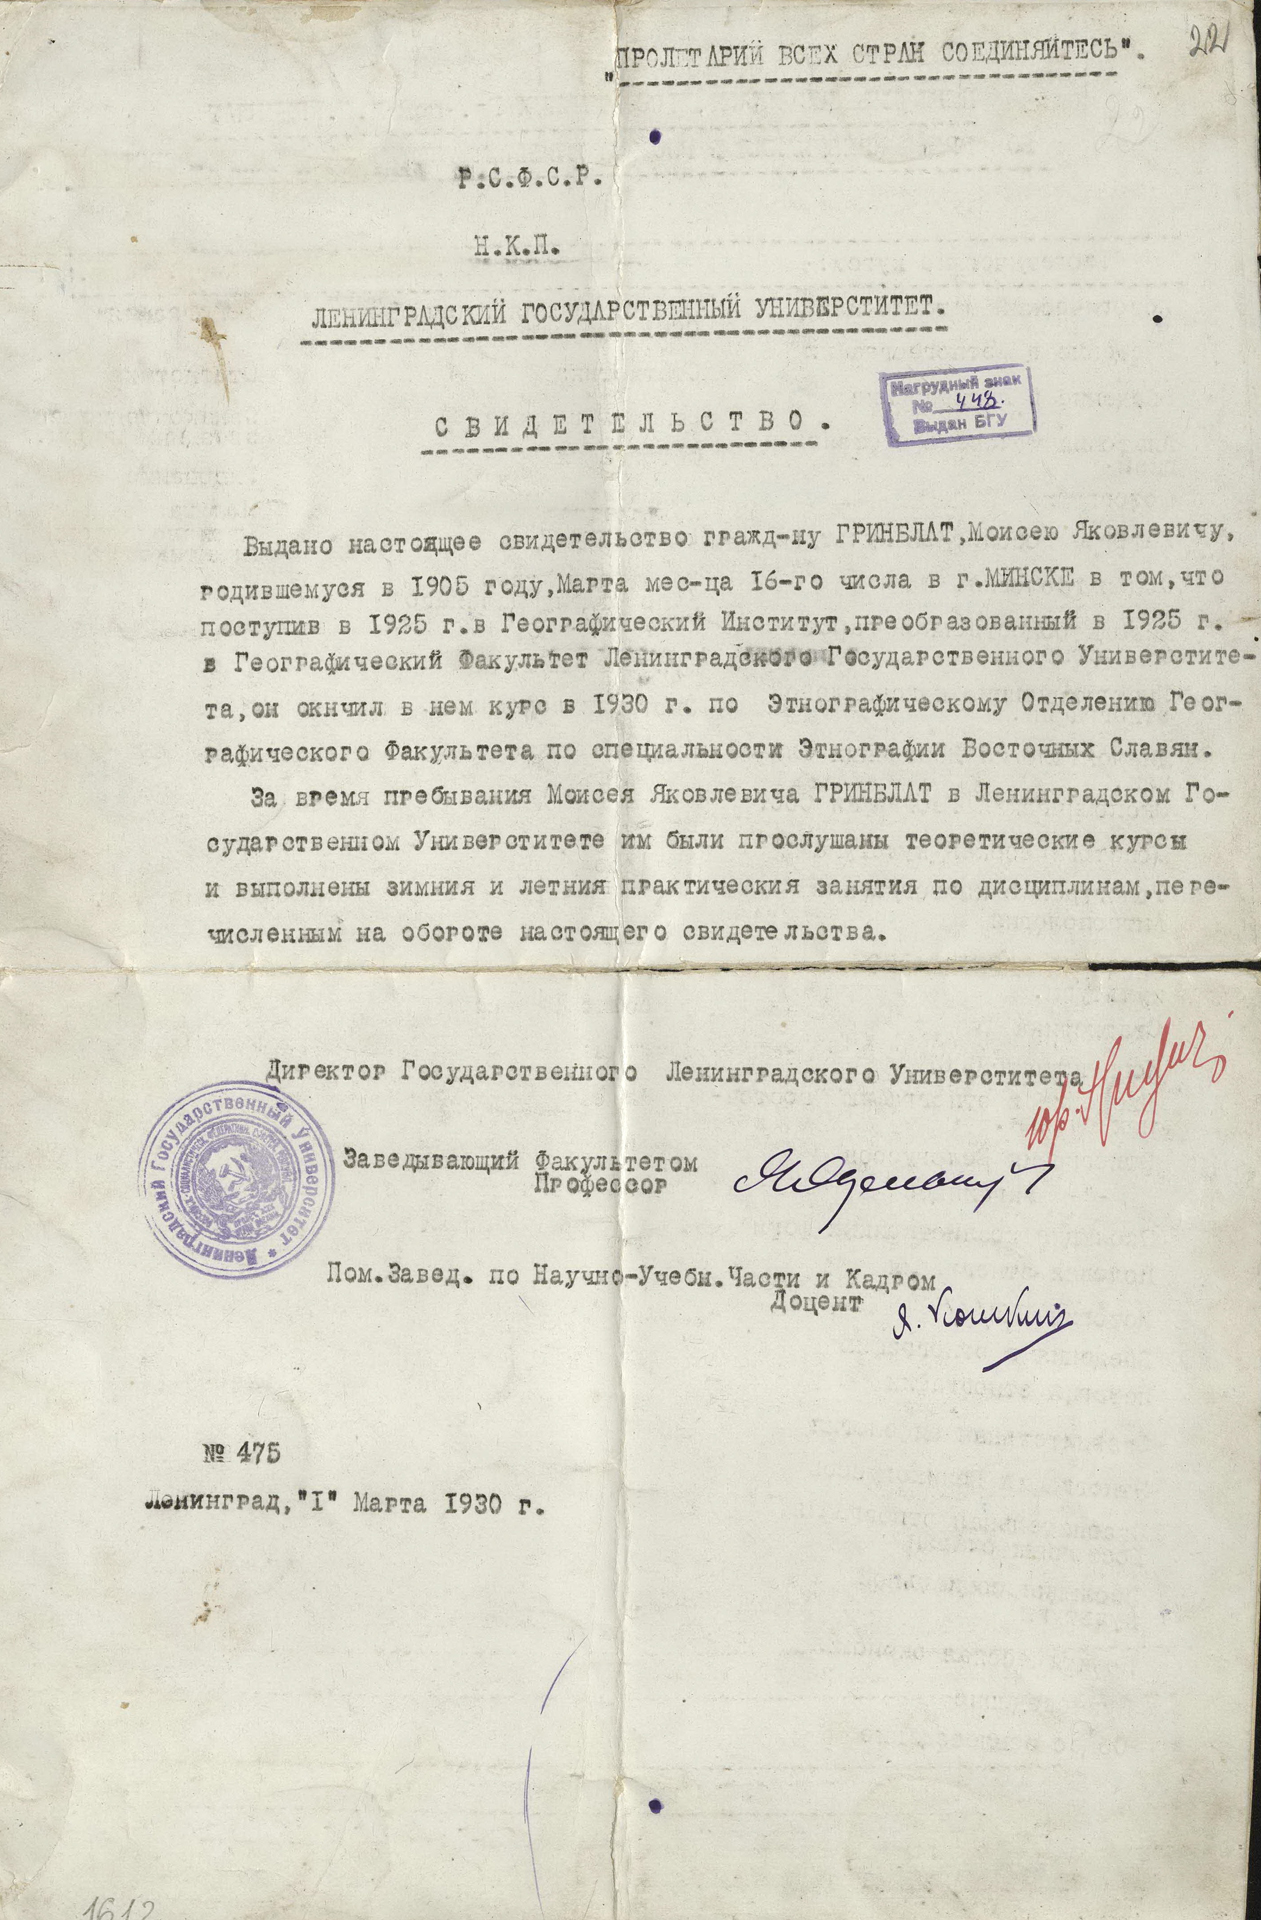 "ПРОЛЕТАРИЙ ВСЕХ СТРАН СОЕДИНЯЙТЕСЬ".
22
Р.С.Ф.С.Р.
Н.К.П.
ЛЕНИНГРАДСКИЙ ГОСУДАРСТВЕННЫЙ УНИВЕРСТИТЕТ.
Нагрудный знак
№ 448.
Выдан БГУ
СВИДЕТЕЛЬСТВО.
Выдано настоящее свидетельство гражд-ну ГРИНБЛАТ,Моисею Яковлевичу,
родившемуся в 1905 году,Марта мес-ца 16-го числа в г.МИНСКЕ в том,что
поступив в 1925 г.в Географический Институт,преобразованный в 1925 г.
в Географический Факультет Ленинградского Государственного Универстите-
та,он окнчил в нем курс в 1930 г. по Этнографическому Отделению Геог-
рафического Факультета по специальности Этнографии Восточных Славян.
За время пребывания Моисея Яковлевича ГРИНБЛАТ в Ленинградском Го-
сударственном Универститете им были прослушаны теоретические курсы
и выполнены зимния и летния практическия занятия по дисциплинам,пере-
численным на обороте настоящего свидетельства.
Директор Государственного Ленинградского Универститета
Ленинградский Государственный Университет
Заведывающий Факультетом
Профессор
Пом.Завед. по Научно-Учебн.Части и Кадром
Доцент
№ 475
Ленинград,"I" Марта 1930 г.
1612